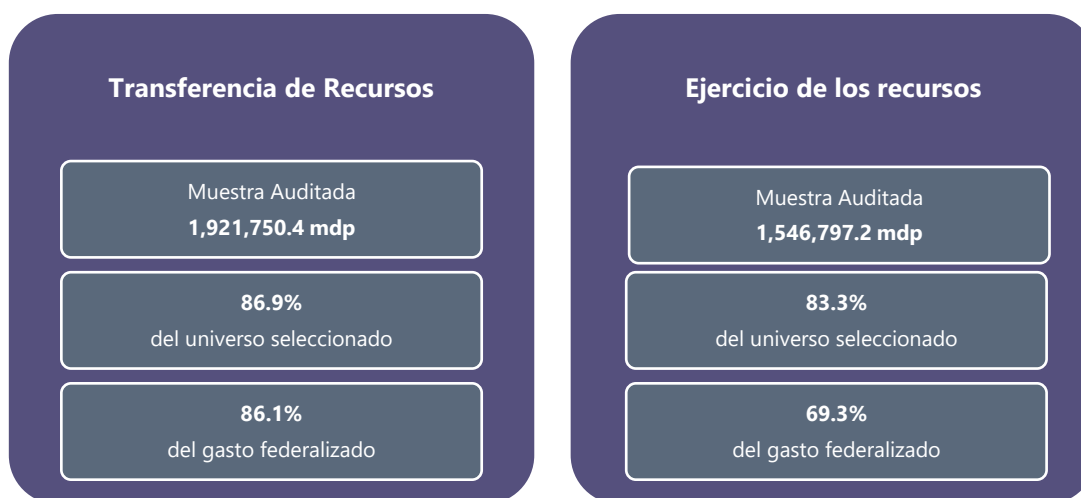 Transferencia de Recursos
Muestra Auditada
1,921,750.4 mdp
86.9%
del universo seleccionado
86.1%
del gasto federalizado
Ejercicio de los recursos
Muestra Auditada
1,546,797.2 mdp
83.3%
del universo seleccionado
69.3%
del gasto federalizado